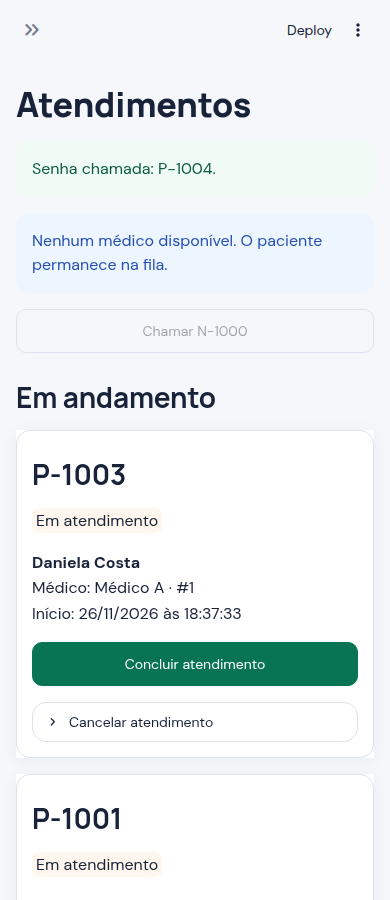 Deploy
Atendimentos
Senha chamada: P-1004.
Nenhum médico disponível. O paciente
permanece na fila.
Chamar N-1000
Em andamento
P-1003
Em atendimento
Daniela Costa
Médico: Médico A · #1
Início: 26/11/2026 às 18:37:33
Concluir atendimento
Cancelar atendimento
P-1001
Em atendimento